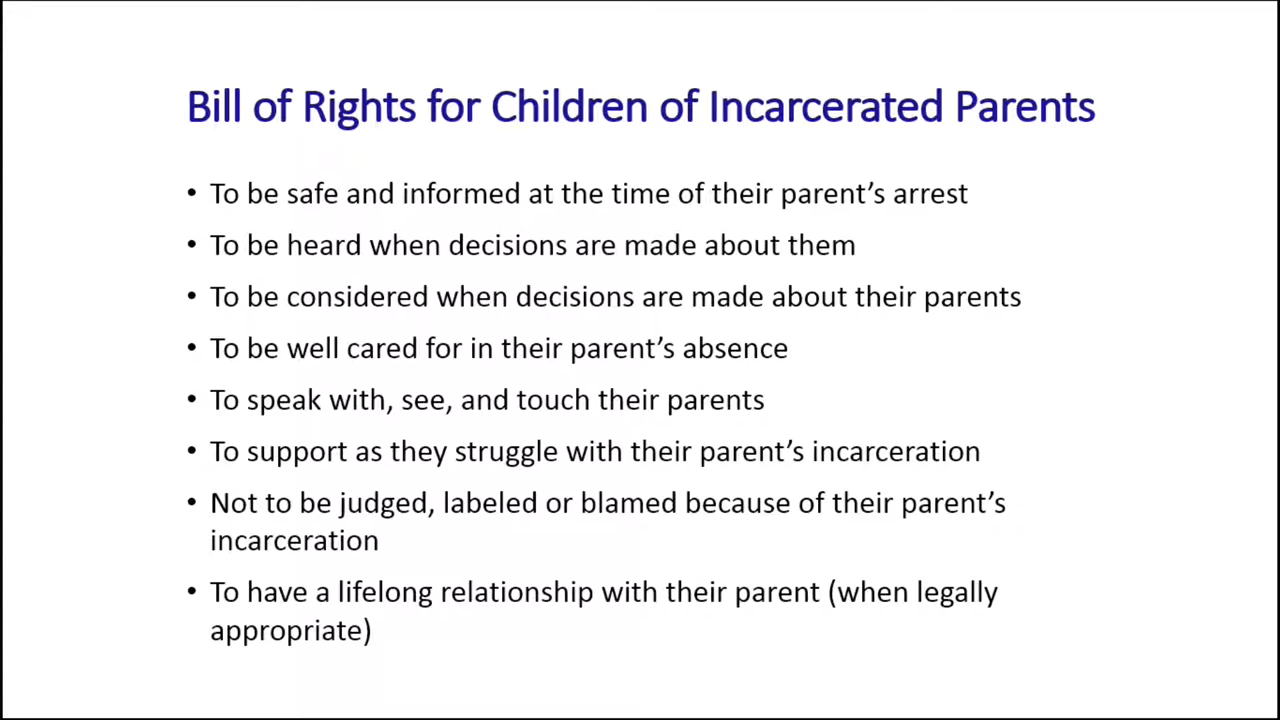 Bill of Rights for Children of Incarcerated Parents
• To be safe and informed at the time of their parent’s arrest
• To be heard when decisions are made about them
• To be considered when decisions are made about their parents
• To be well cared for in their parent’s absence
• To speak with, see, and touch their parents
• To support as they struggle with their parent’s incarceration
• Not to be judged, labeled or blamed because of their parent’s
incarceration
• To have a lifelong relationship with their parent (when legally
appropriate)